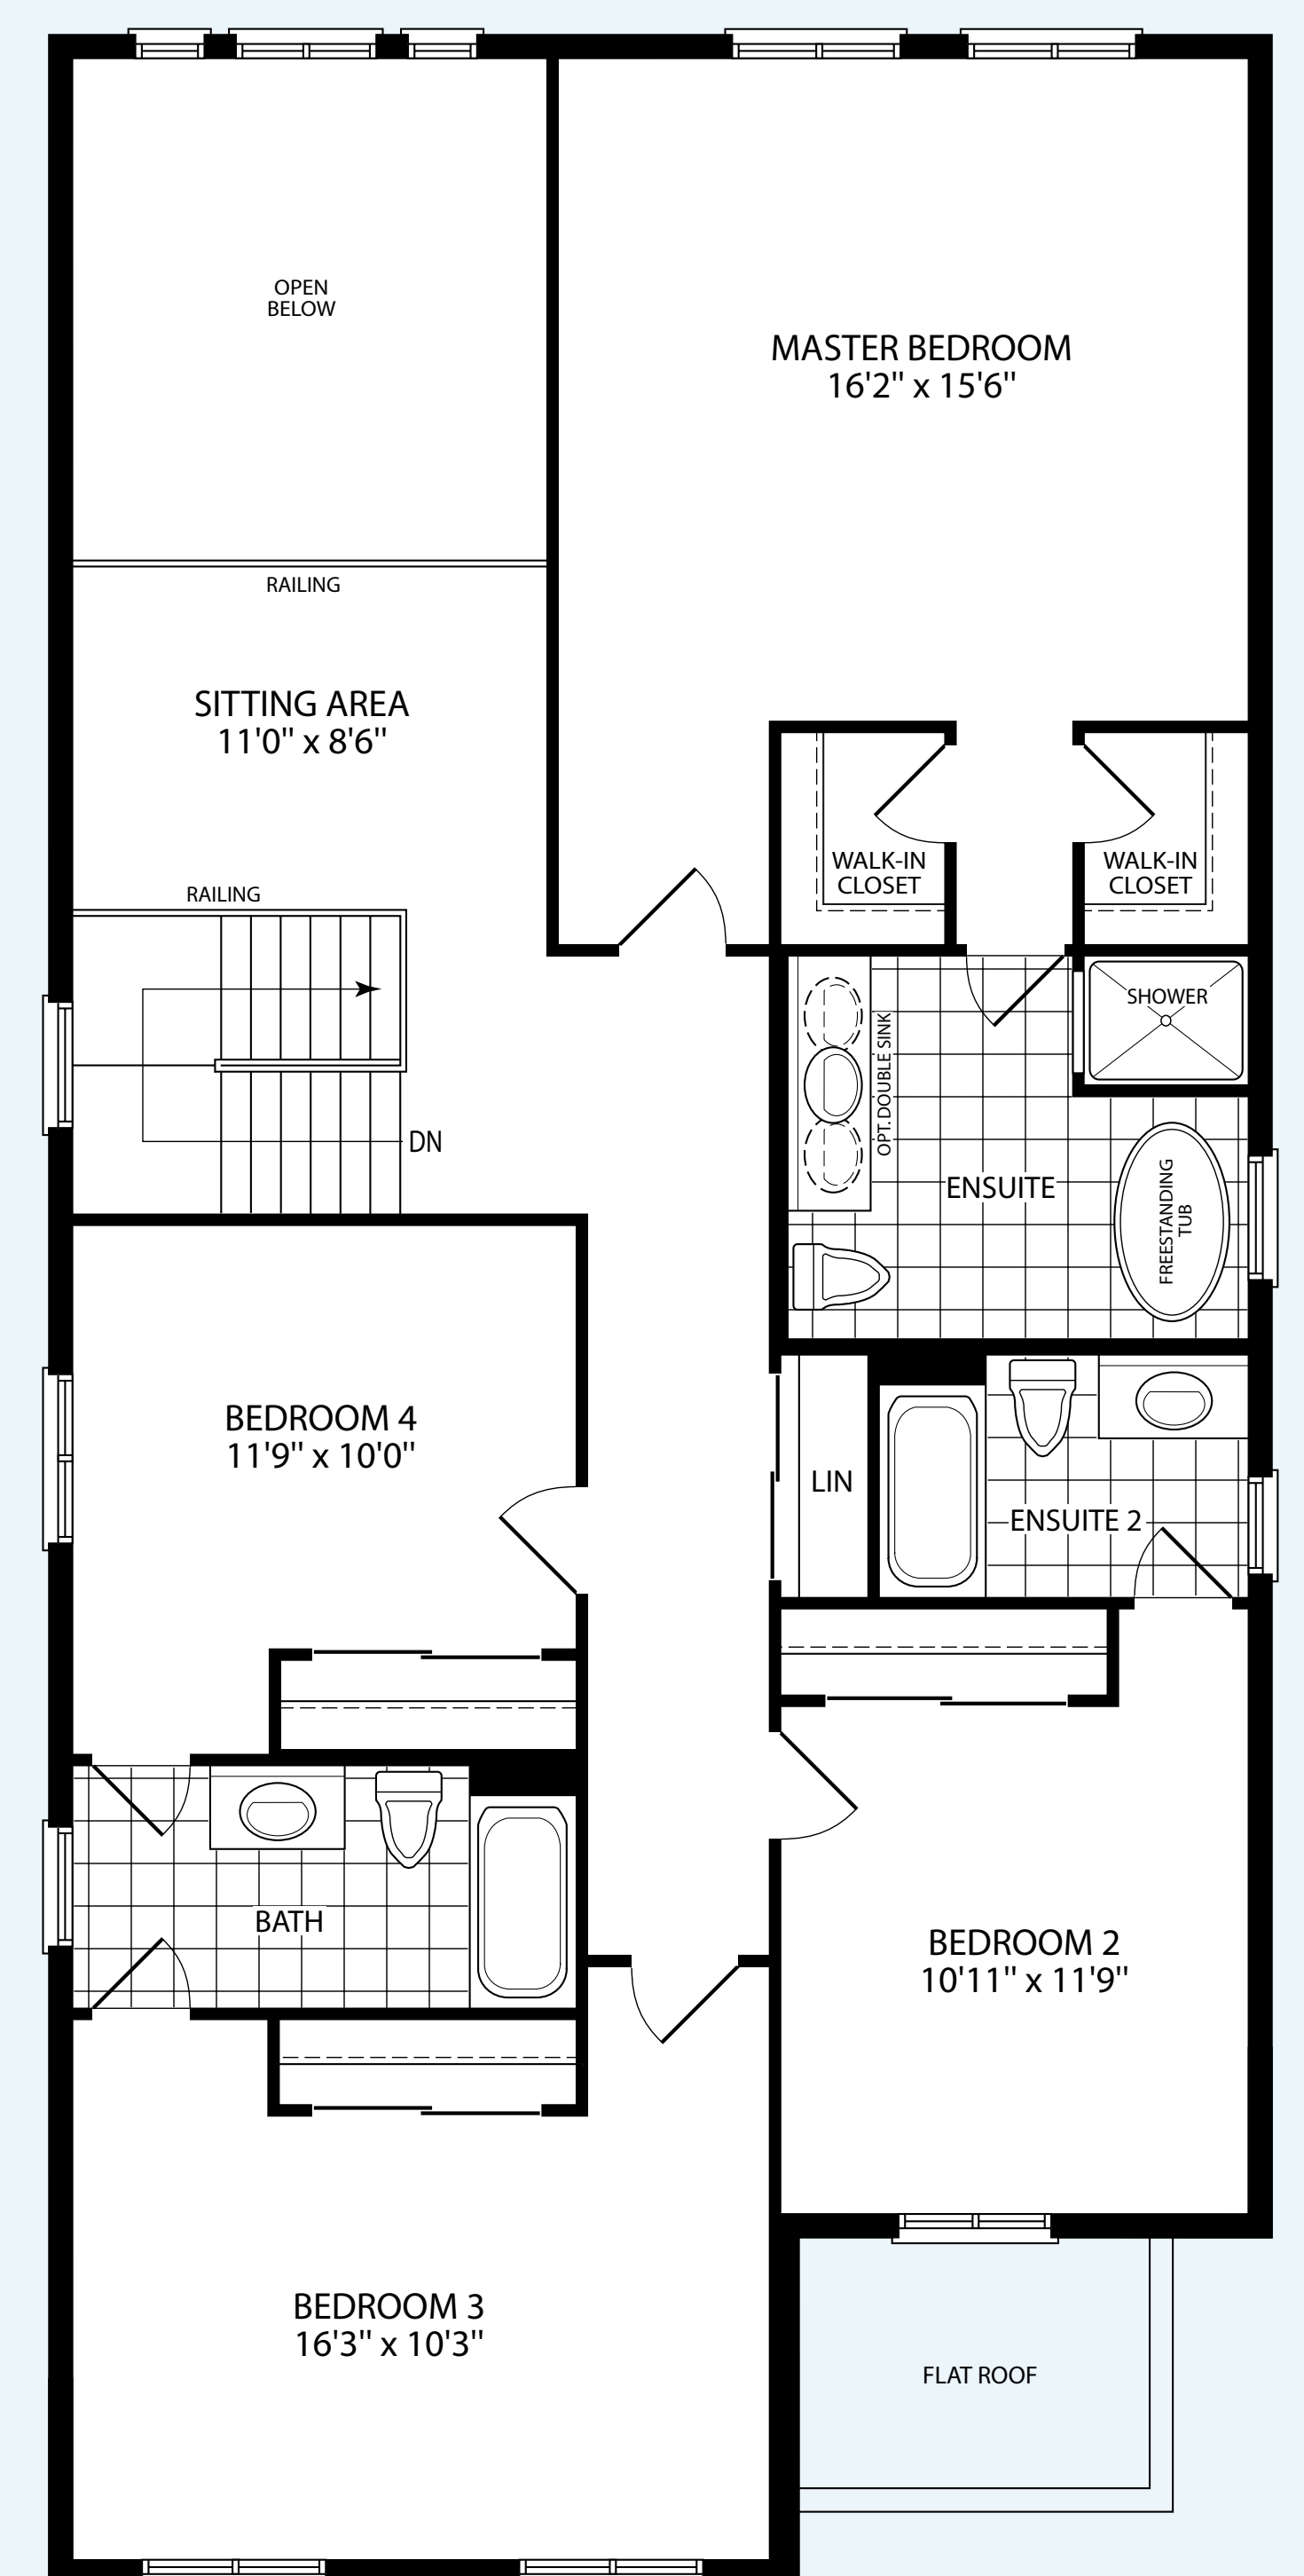 OPEN
BELOW
MASTER BEDROOM
16'2" x 15'6"
RAILING
SITTING AREA
11'0" x 8'6"
RAILING
WALK-IN
CLOSET
WALK-IN
CLOSET
SHOWER
OPT. DOUBLE SINK
DN
ENSUITE
FREESTANDING
TUB
BEDROOM 4
11'9" x 10'0"
LIN
ENSUITE 2
BATH
BEDROOM 2
10'11" x 11'9"
BEDROOM 3
16'3" x 10'3"
FLAT ROOF